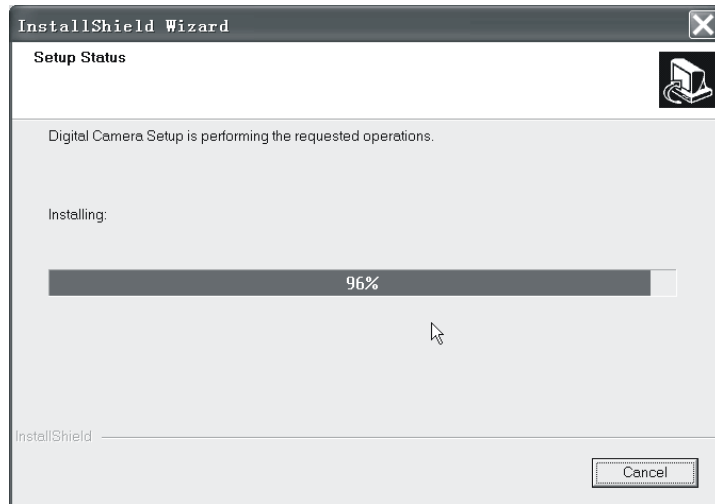 InstallShield Wizard
Setup Status
Digital Camera Setup is performing the requested operations.
Installing:
96%
InstallShield
Cancel